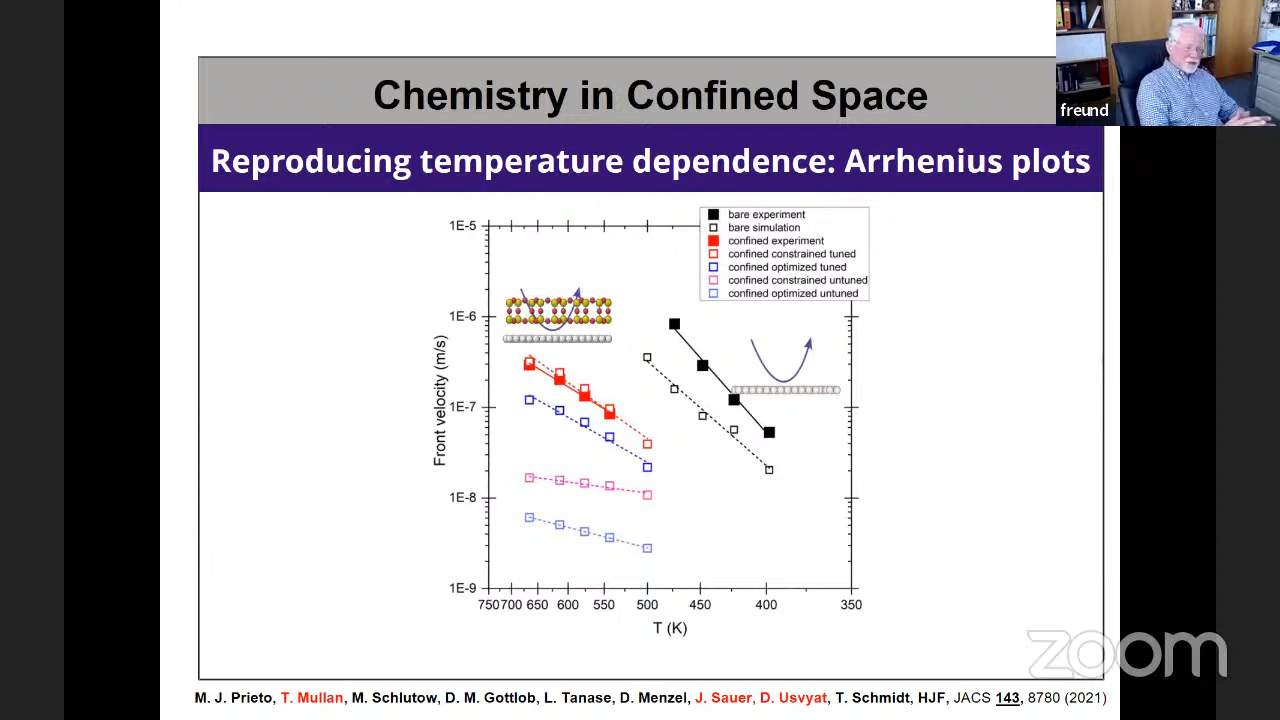 Chemistry in Confined Space
freund
Reproducing temperature dependence: Arrhenius plots
bare experiment
bare simulation
confined experiment
confined constrained tuned
confined optimized tuned
confined constrained untuned
confined optimized untuned
1E-5
1E-6
1E-7
1E-8
1E-9
Front velocity (m/s)
750 700 650 600 550 500 450 400 350
T (K)
zoom
M. J. Prieto, T. Mullan, M. Schlutow, D. M. Gottlob, L. Tanase, D. Menzel, J. Sauer, D. Usvyat, T. Schmidt, HJF, JACS 143, 8780 (2021)